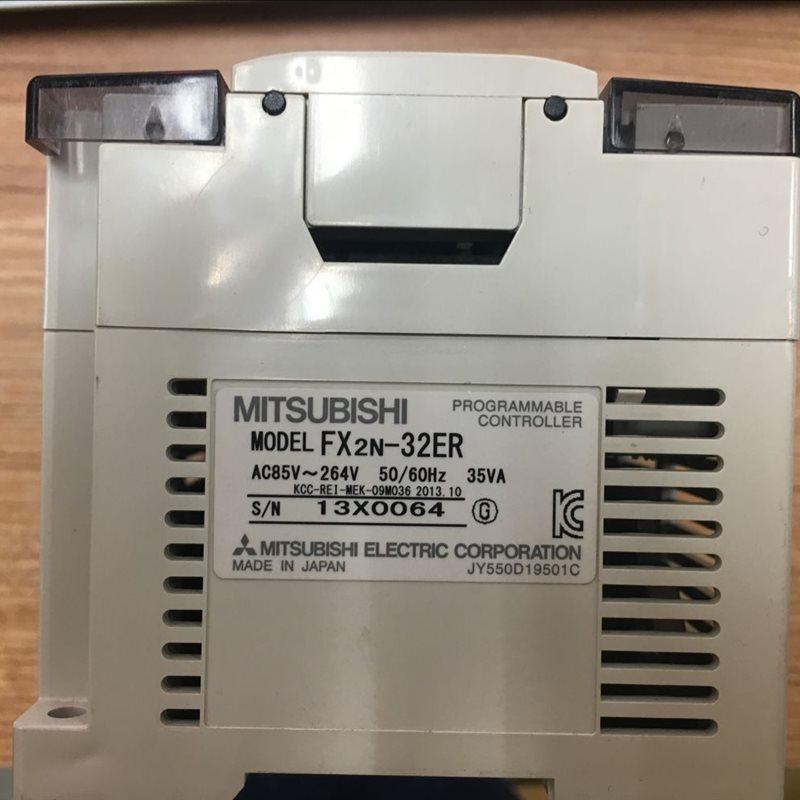 MITSUBISHI PROGRAMMABLE
CONTROLLER
MODEL FX2N-32ER
AC85V~264V 50/60Hz 35VA
KCC-REI-MEK-09M036 2013.10
S/N 13X0064 G
MITSUBISHI ELECTRIC CORPORATION
MADE IN JAPAN JY550D19501C